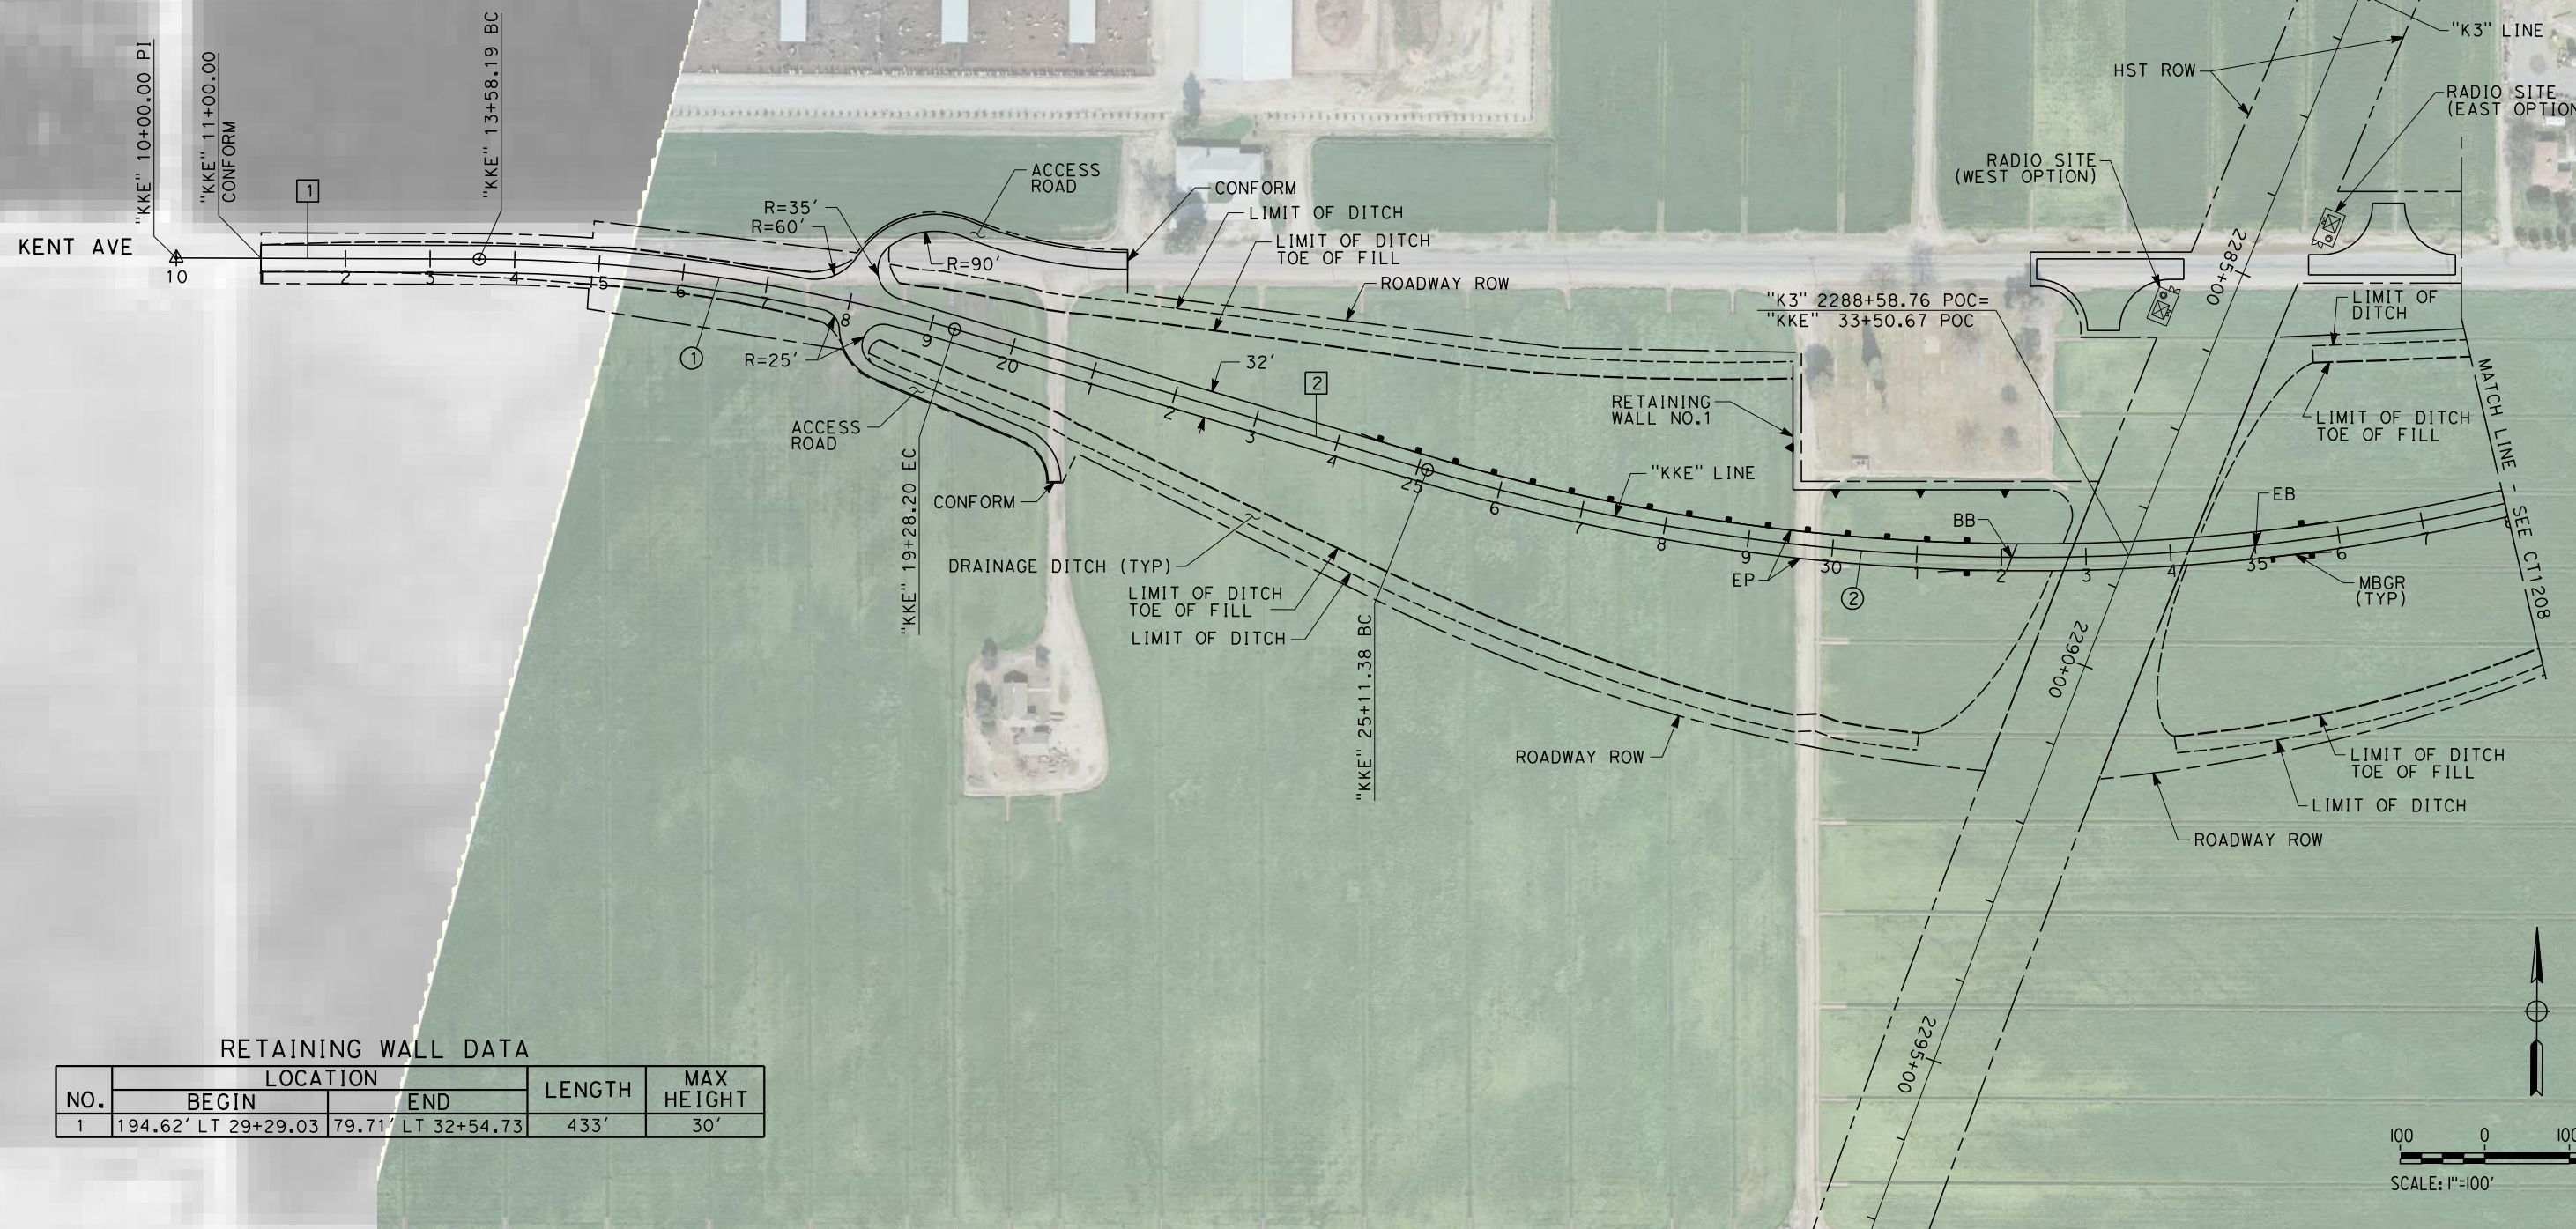 "KKE" 10+00.00 PI
"KKE" 11+00.00
CONFORM
"KKE" 13+58.19 BC
1
KENT AVE
10
2
3
4
15
6
7
8
9
20
2
3
4
25
6
7
8
9
30
2
3
4
35
6
7
1
R=35'
R=60'
R=90'
R=25'
ACCESS
ROAD
CONFORM
LIMIT OF DITCH
LIMIT OF DITCH
TOE OF FILL
ROADWAY ROW
32'
2
ACCESS
ROAD
CONFORM
"KKE" 19+28.20 EC
DRAINAGE DITCH (TYP)
LIMIT OF DITCH
TOE OF FILL
LIMIT OF DITCH
"KKE" 25+11.38 BC
ROADWAY ROW
RETAINING
WALL NO.1
"KKE" LINE
EP
2
BB
EB
MBGR
(TYP)
"K3" 2288+58.76 POC=
"KKE" 33+50.67 POC
"K3" LINE
HST ROW
RADIO SITE
(EAST OPTION
RADIO SITE
(WEST OPTION)
2285+00
2290+00
2295+00
LIMIT OF
DITCH
LIMIT OF DITCH
TOE OF FILL
MATCH LINE - SEE CT1208
LIMIT OF DITCH
TOE OF FILL
LIMIT OF DITCH
ROADWAY ROW
RETAINING WALL DATA
NO.
LOCATION
BEGIN
END
LENGTH
MAX
HEIGHT
1
194.62' LT 29+29.03
79.71' LT 32+54.73
433'
30'
100 0 100
SCALE: 1"=100'